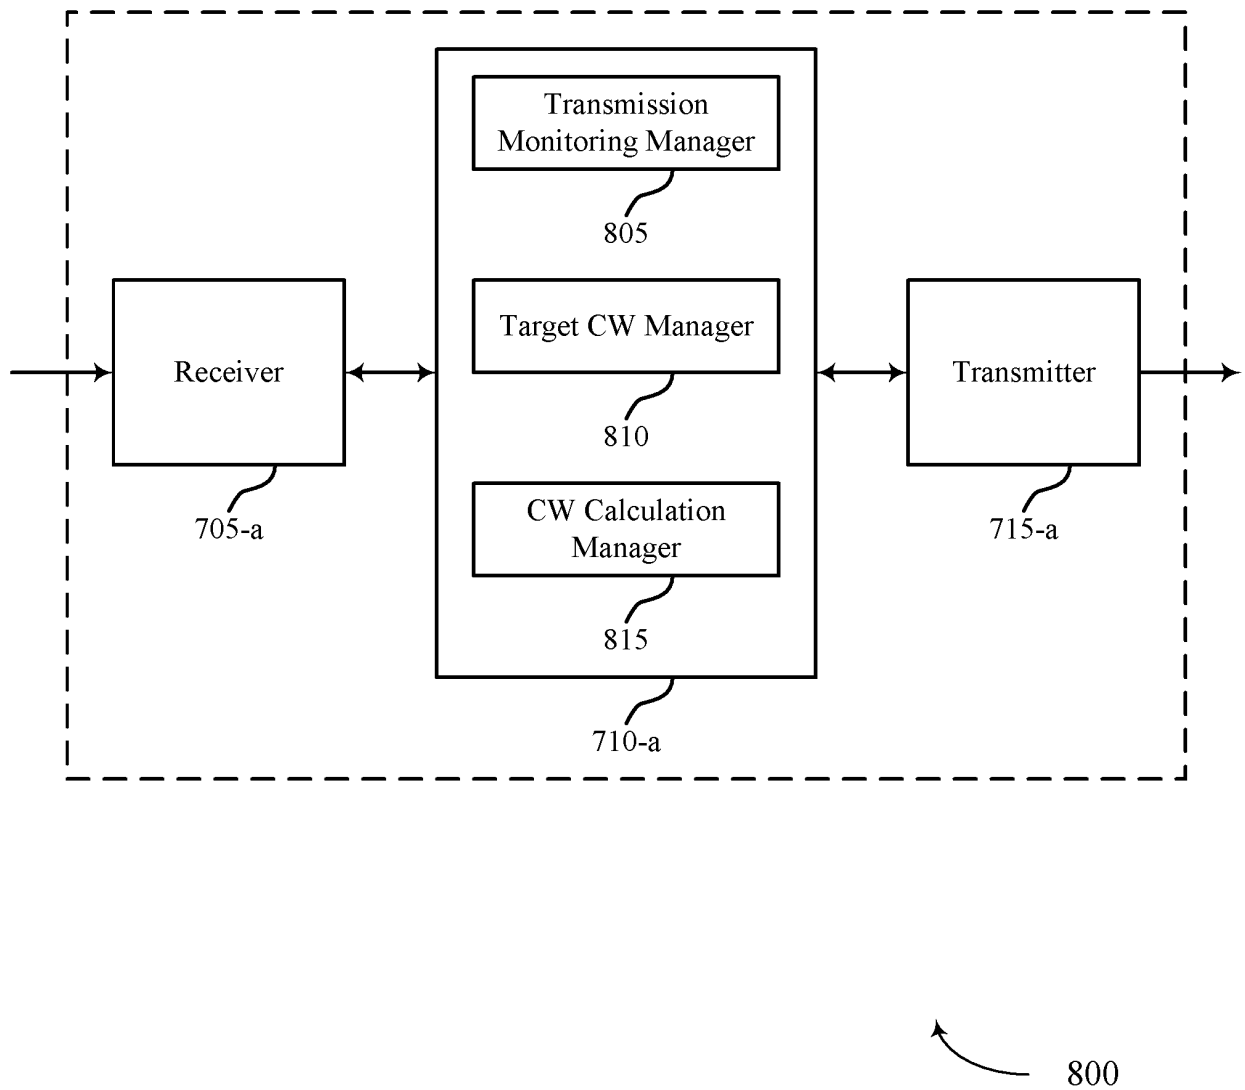 Transmission
Monitoring Manager
805
Target CW Manager
810
CW Calculation
Manager
815
710-a
Receiver
705-a
Transmitter
715-a
800